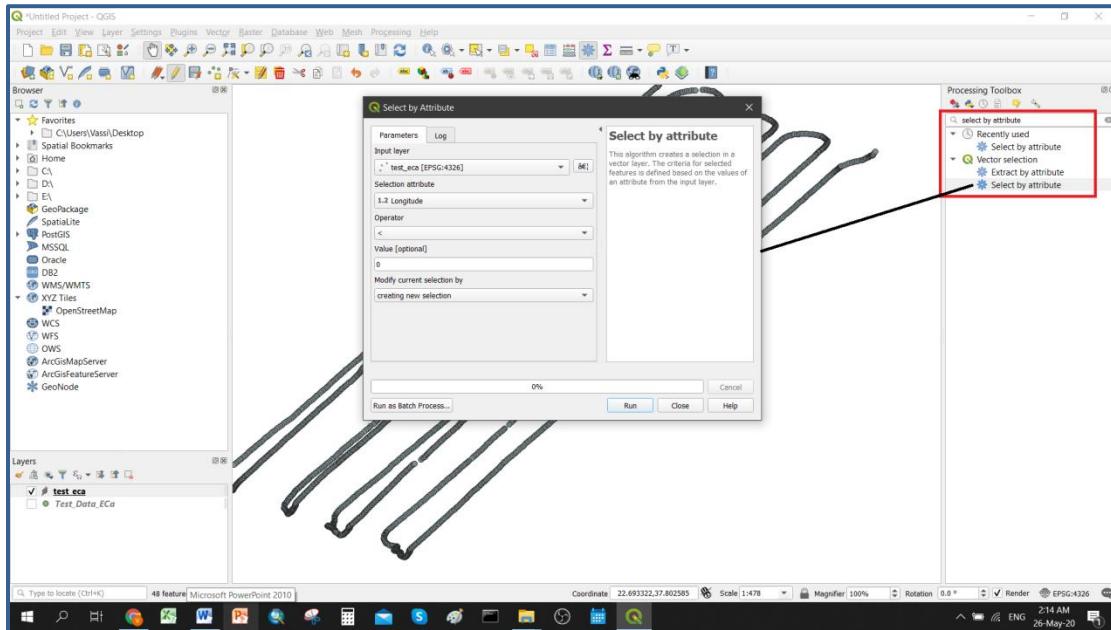 *Untitled Project - QGIS
Project Edit View Layer Settings Plugins Vector Raster Database Web Mesh Processing Help
Browser
Favorites
C:\Users\Vassi\Desktop
Spatial Bookmarks
Home
C:\
D:\
E:\
GeoPackage
SpatiaLite
PostGIS
MSSQL
Oracle
DB2
WMS/WMTS
XYZ Tiles
OpenStreetMap
WCS
WFS
OWS
ArcGisMapServer
ArcGisFeatureServer
GeoNode
Layers
test eca
Test_Data_ECa
Select by Attribute
Parameters Log
Input layer
test_eca [EPSG:4326]
…
Selection attribute
1.2 Longitude
Operator
<
Value [optional]
0
Modify current selection by
creating new selection
Select by attribute
This algorithm creates a selection in a
vector layer. The criteria for selected
features is defined based on the values of
an attribute from the input layer.
0%
Cancel
Run as Batch Process...
Run Close Help
Processing Toolbox
select by attribute
Recently used
Select by attribute
Vector selection
Extract by attribute
Select by attribute
Type to locate (Ctrl+K) 48 feature Coordinate 22.693322,37.802585 Scale 1:478 Magnifier 100% Rotation 0.0 ° Render EPSG:4326
Microsoft PowerPoint 2010
ENG
2:14 AM
26-May-20